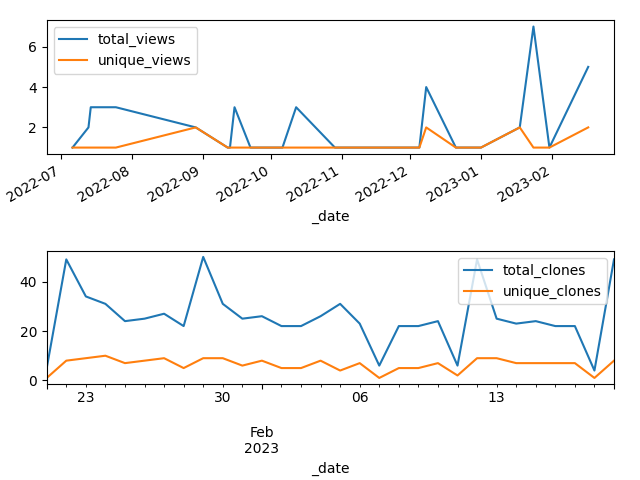 total_views
unique_views
6
4
2
2022-07
2022-08
2022-09
2022-10
2022-11
2022-12
2023-01
2023-02
_date
total_clones
unique_clones
40
20
0
23
30
06
13
Feb
2023
_date